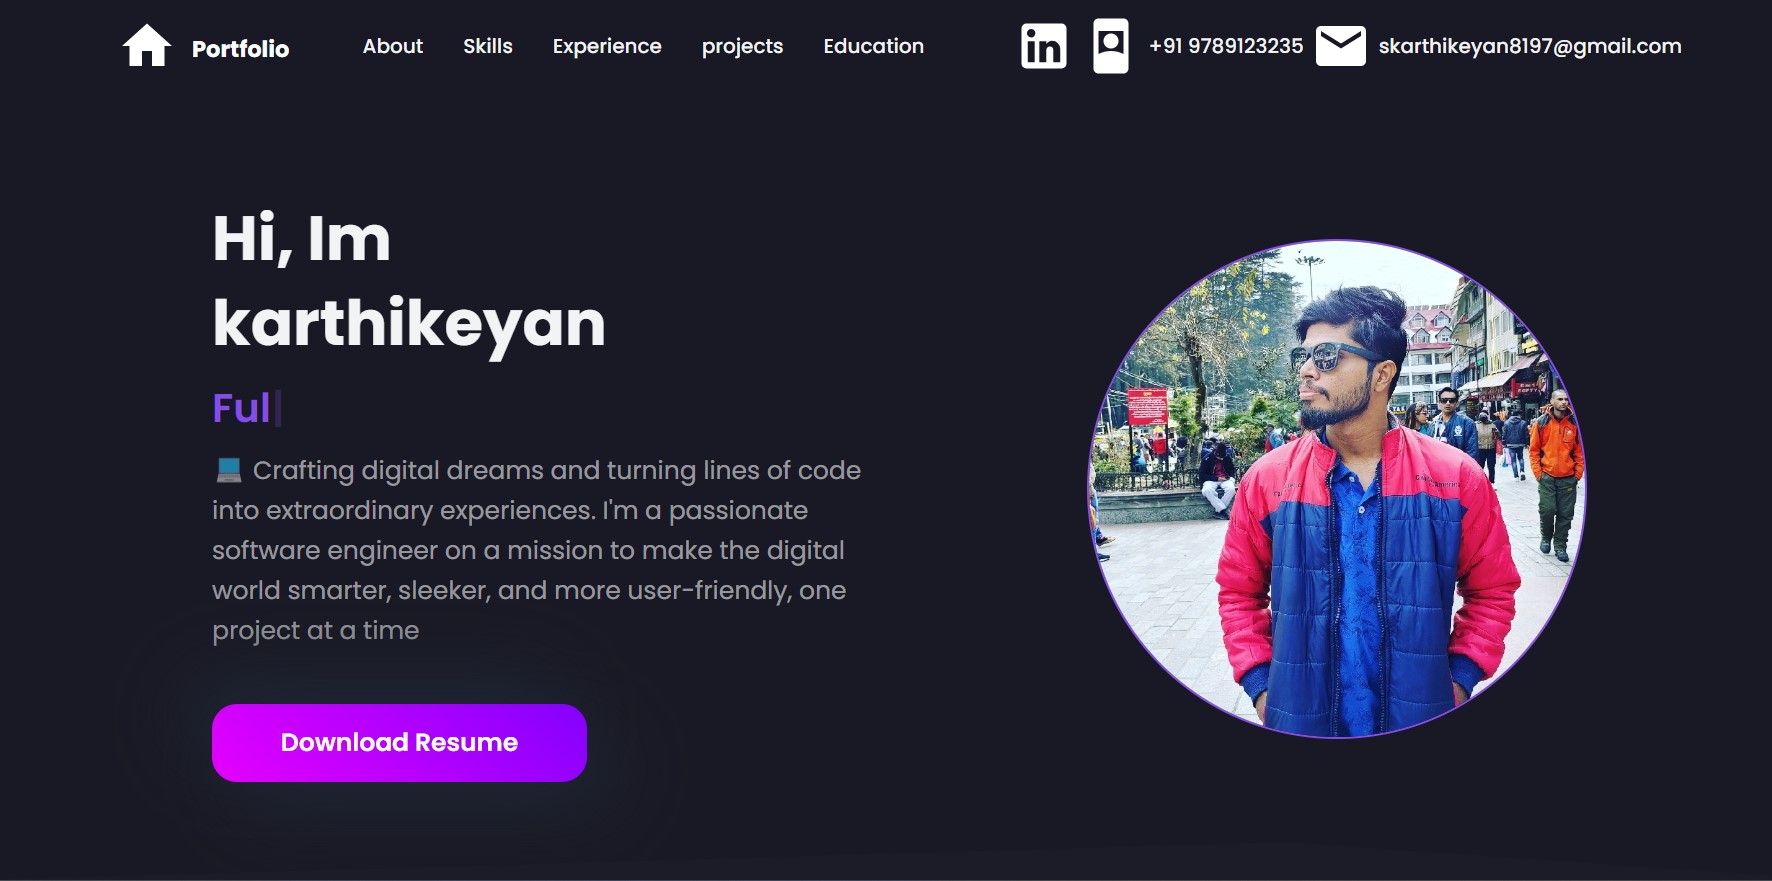 Portfolio
About
Skills
Experience
projects
Education
in
+91 9789123235
skarthikeyan8197@gmail.com
Hi, Im
karthikeyan
Ful
💻 Crafting digital dreams and turning lines of code
into extraordinary experiences. I'm a passionate
software engineer on a mission to make the digital
world smarter, sleeker, and more user-friendly, one
project at a time
Download Resume